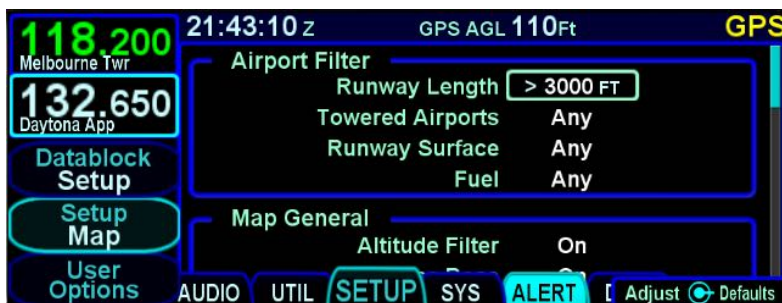 118.200
Melbourne Twr
132.650
Daytona App
Datablock
Setup
Setup
Map
User
Options
21:43:10 Z GPS AGL 110Ft GPS
Airport Filter
Runway Length > 3000 FT
Towered Airports Any
Runway Surface Any
Fuel Any
Map General
Altitude Filter On
AUDIO UTIL SETUP SYS ALERT Adjust Defaults